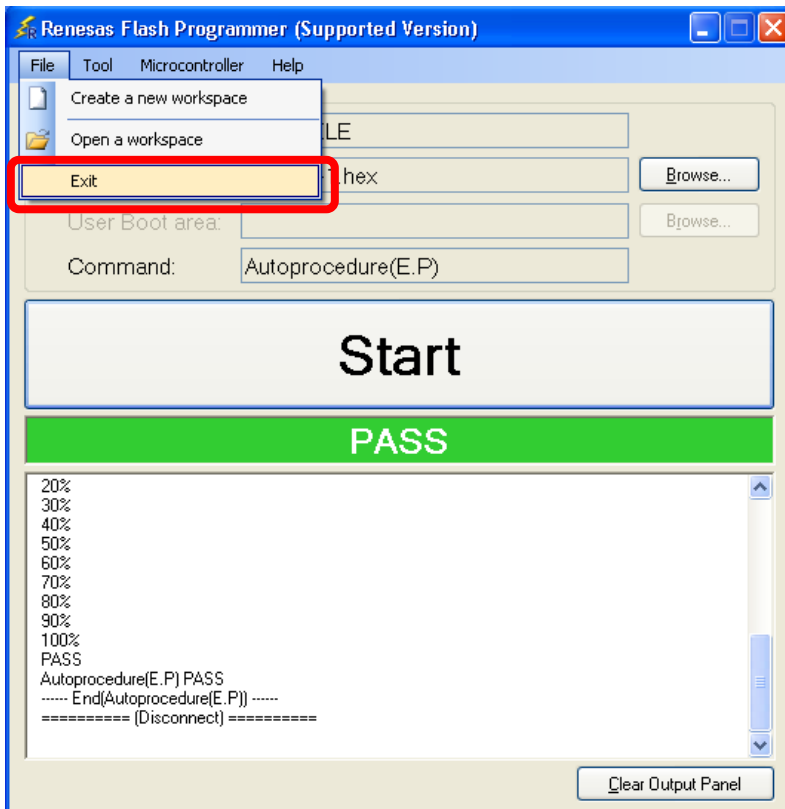 Renesas Flash Programmer (Supported Version)
File Tool Microcontroller Help
Create a new workspace
Open a workspace
Exit
LE
.hex
Browse...
User Boot area:
Browse...
Command: Autoprocedure(E.P)
Start
PASS
20%
30%
40%
50%
60%
70%
80%
90%
100%
PASS
Autoprocedure(E.P) PASS
------ End(Autoprocedure(E.P)) ------
========== (Disconnect) ==========
Clear Output Panel